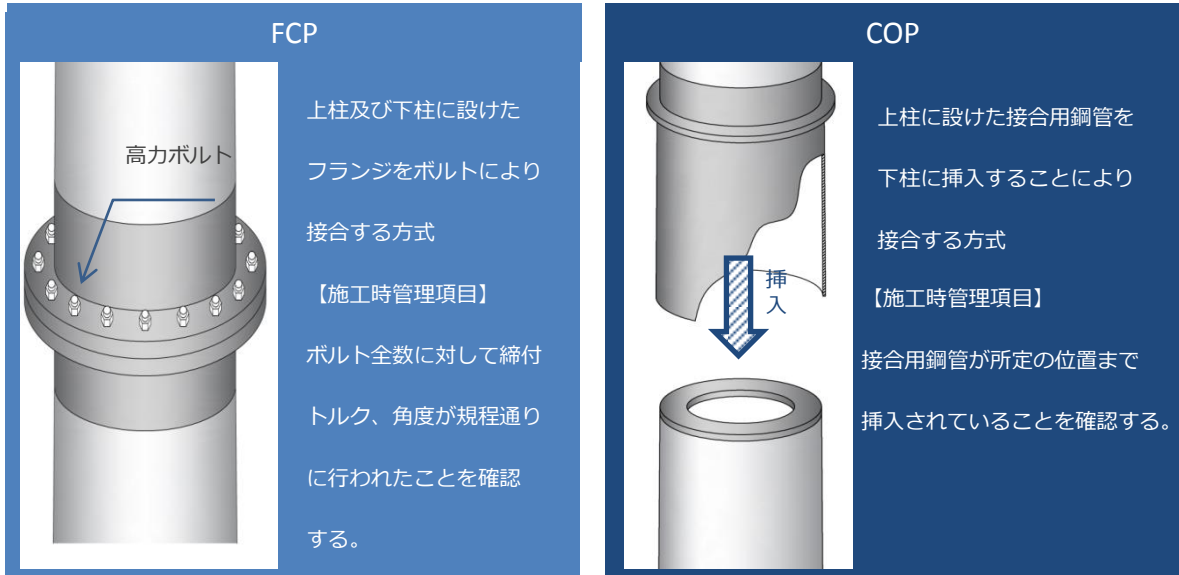 FCP
高力ボルト
上柱及び下柱に設けた
フランジをボルトにより
接合する方式
【施工時管理項目】
ボルト全数に対して締付
トルク、角度が規程通り
に行われたことを確認
する。
COP
挿
入
上柱に設けた接合用鋼管を
下柱に挿入することにより
接合する方式
【施工時管理項目】
接合用鋼管が所定の位置まで
挿入されていることを確認する。